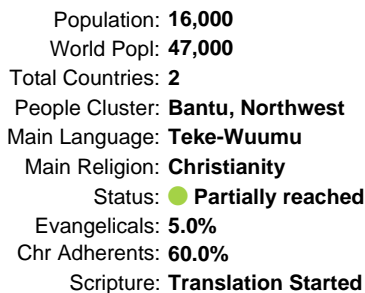 Population: 16,000
World Popl: 47,000
Total Countries: 2
People Cluster: Bantu, Northwest
Main Language: Teke-Wuumu
Main Religion: Christianity
Status: Partially reached
Evangelicals: 5.0%
Chr Adherents: 60.0%
Scripture: Translation Started